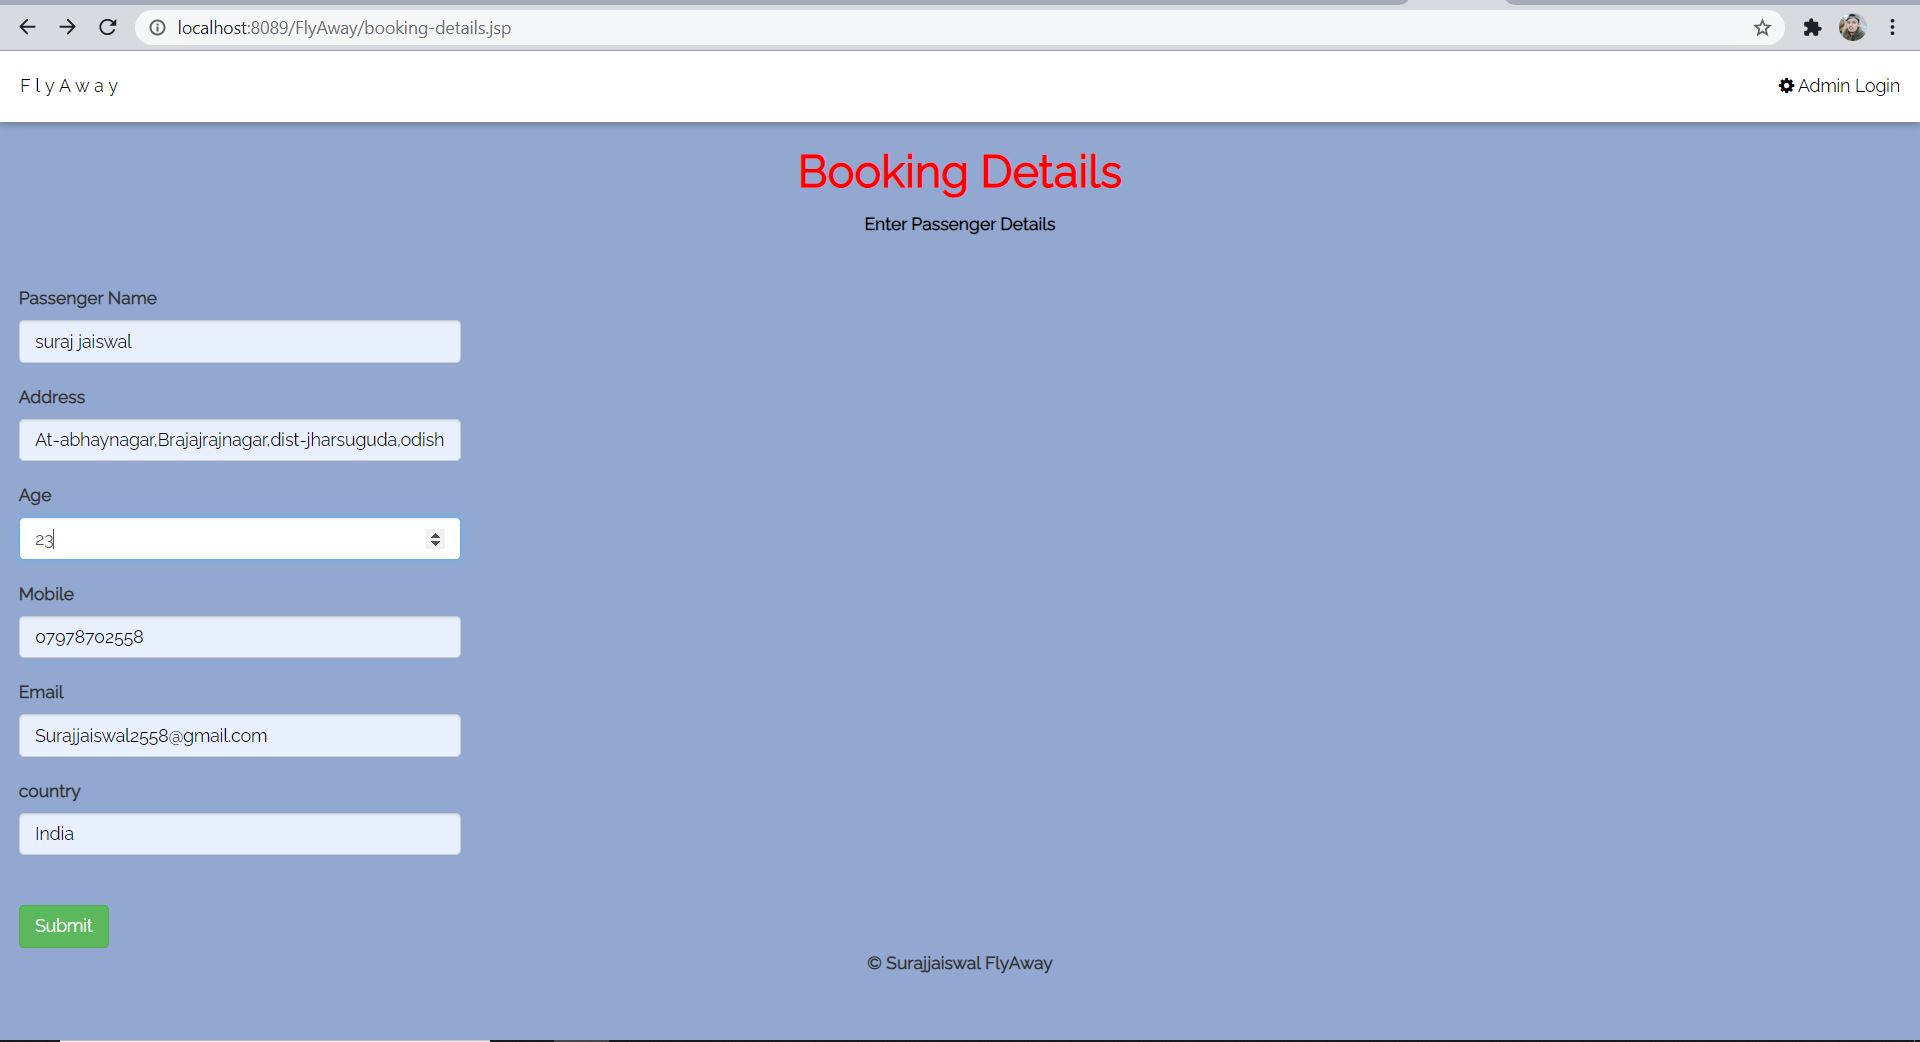 localhost:8089/FlyAway/booking-details.jsp
FlyAway
Admin Login
Booking Details
Enter Passenger Details
Passenger Name
suraj jaiswal
Address
At-abhaynagar,Brajajrajnagar,dist-jharsuguda,odish
Age
23
Mobile
07978702558
Email
Surajjaiswal2558@gmail.com
country
India
Submit
© Surajjaiswal FlyAway